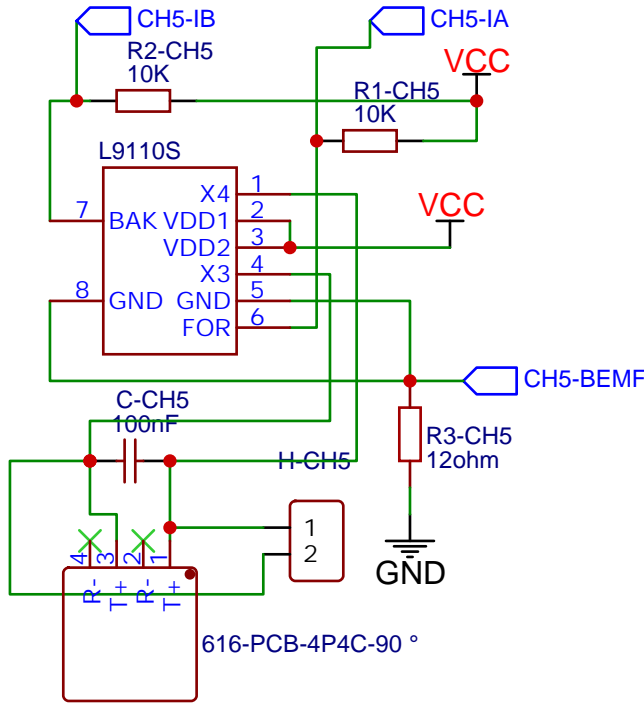 CH5-IB
CH5-IA
R2-CH5
10K
VCC
R1-CH5
10K
L9110S
X4 1
7 BAK VDD1 2
VCC
VDD2 3
X3 4
8 GND GND 5
FOR 6
CH5-BEMF
C-CH5
100nF
R3-CH5
12ohm
H-CH5
1
2
GND
4 3 2 1
R- T+ R- T+
616-PCB-4P4C-90 °